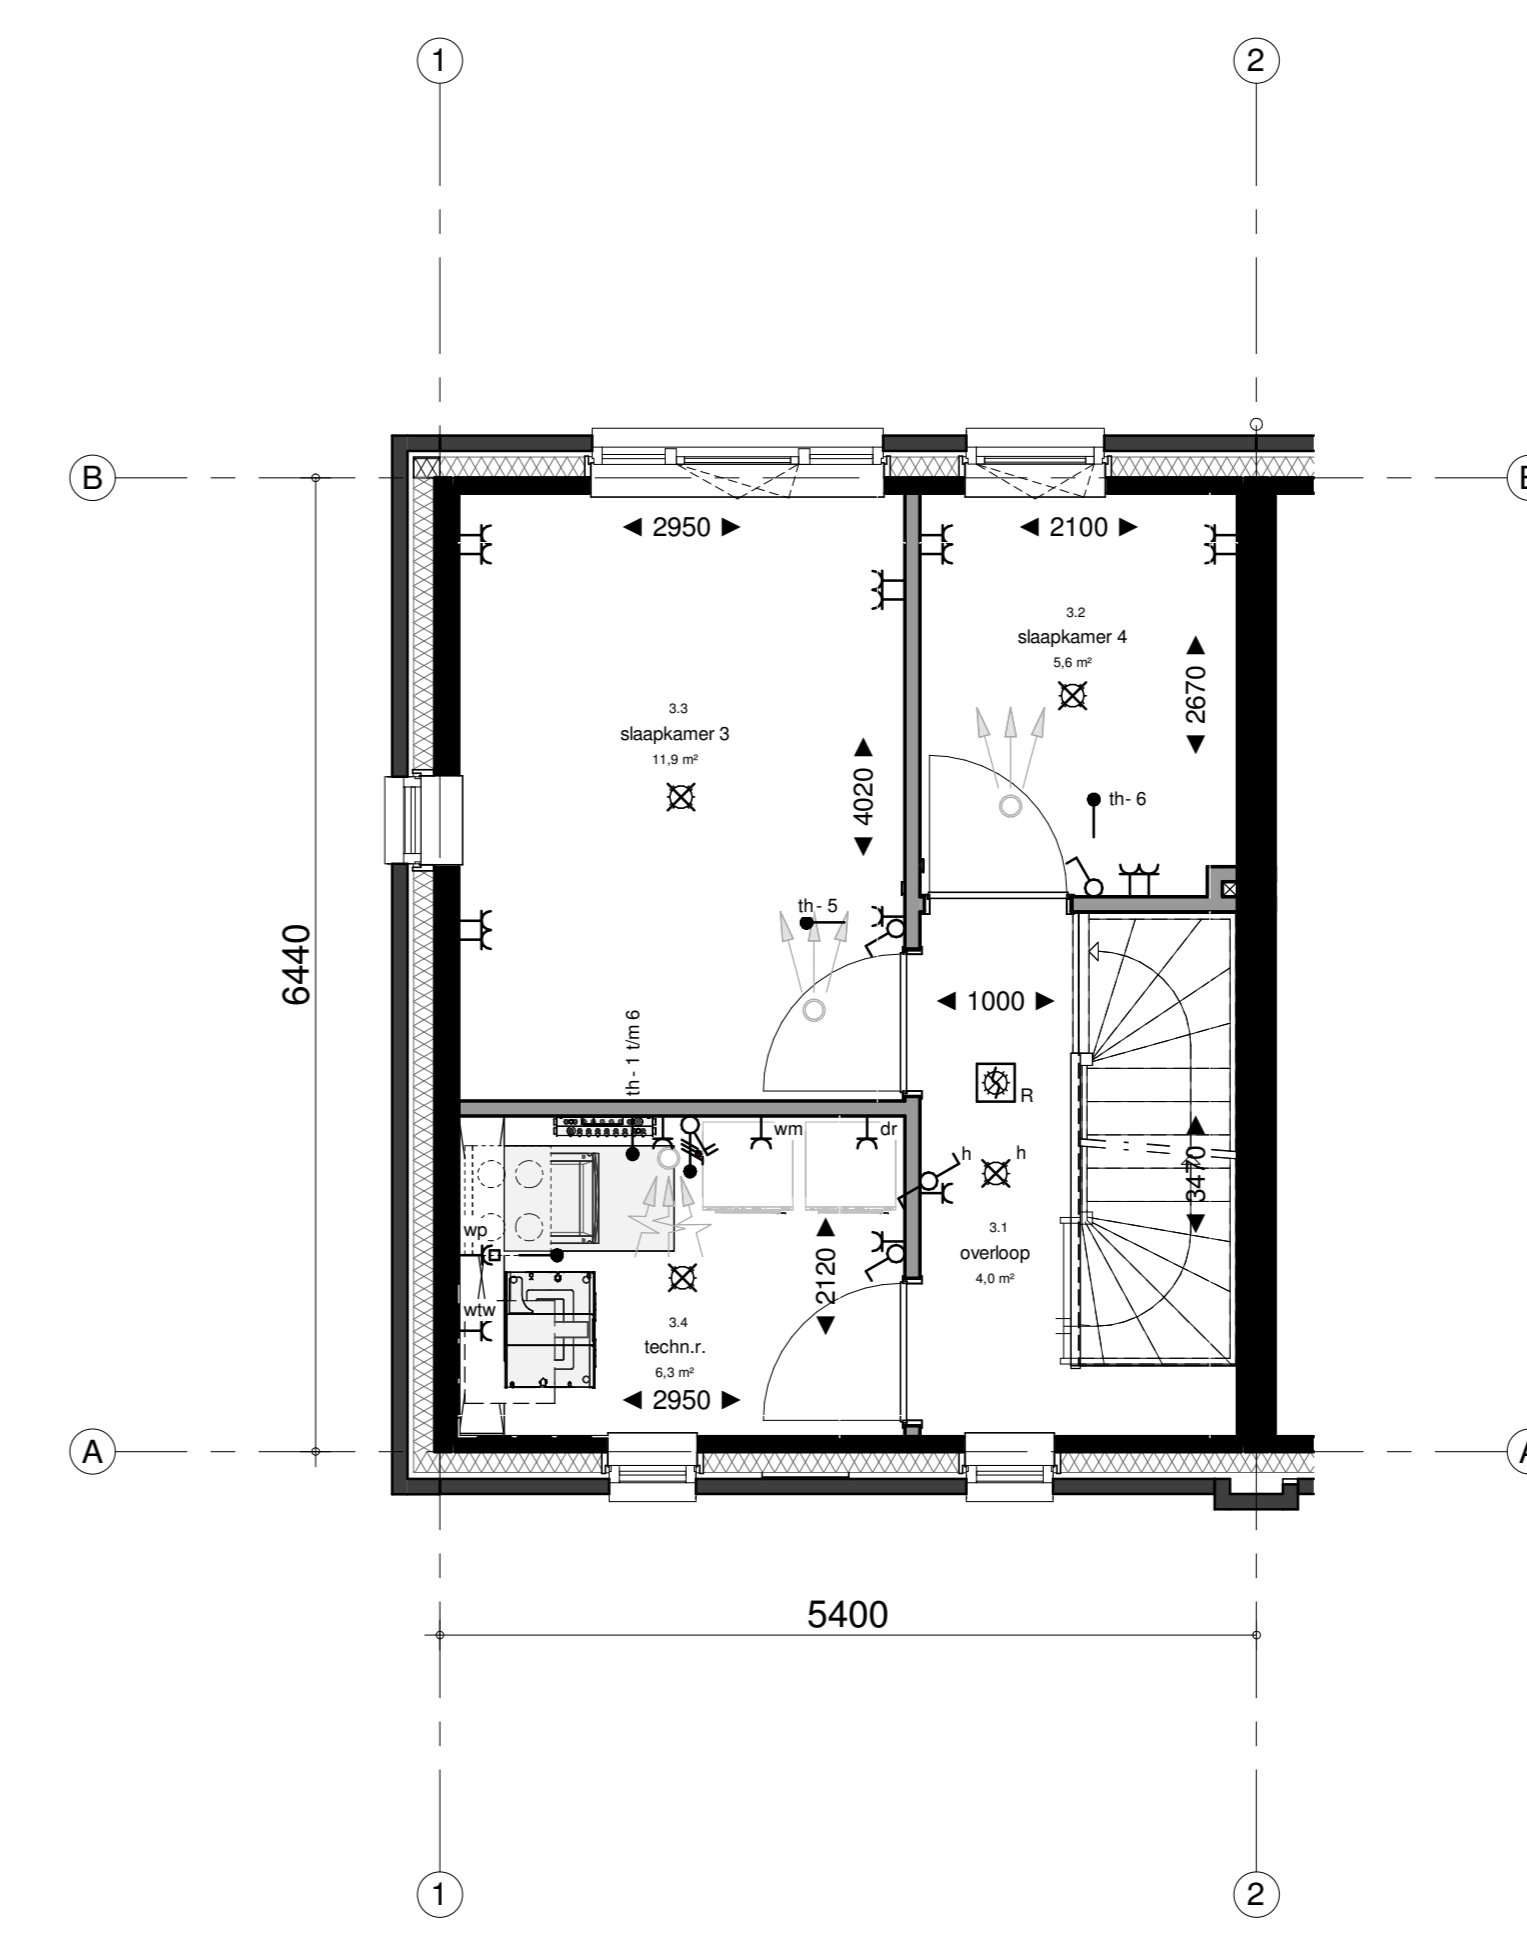 1
2
B
2950
2100
3.2
slaapkamer 4
5,6 m²
2670
3.3
slaapkamer 3
11,9 m²
4020
th- 6
th- 5
6440
1000
th- 1 t/m 6
R
wm
dr
h
h
3470
wp
3.1
overloop
4,0 m²
2120
wtw
3.4
techn.r.
6,3 m²
2950
A
5400
1
2